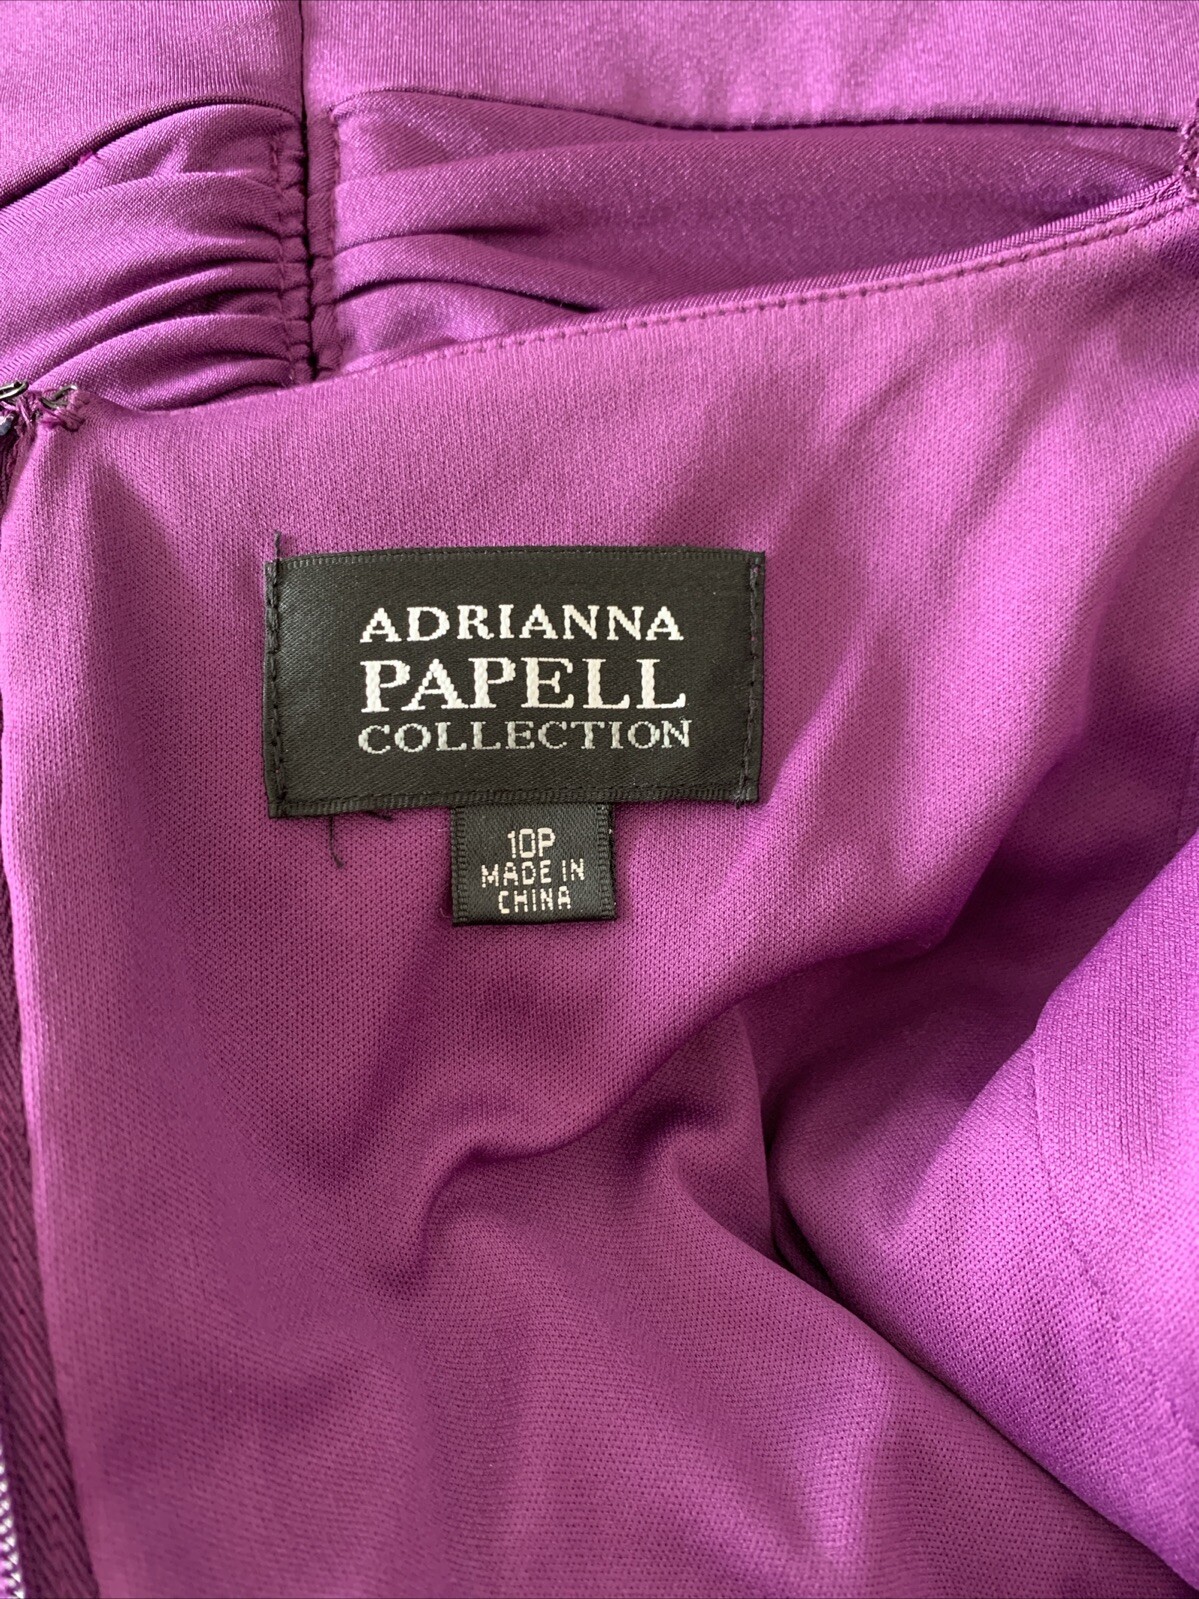 ADRIANNA
PAPELL
COLLECTION
10P
MADE IN
CHINA